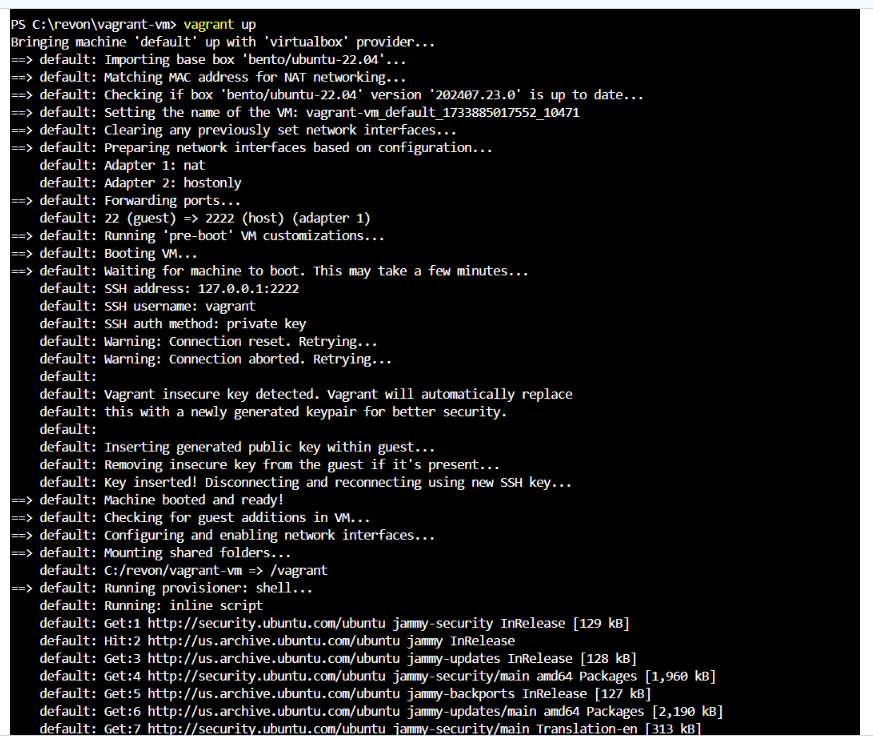 PS C:\revon\vagrant-vm> vagrant up
Bringing machine 'default' up with 'virtualbox' provider...
==> default: Importing base box 'bento/ubuntu-22.04'...
==> default: Matching MAC address for NAT networking...
==> default: Checking if box 'bento/ubuntu-22.04' version '202407.23.0' is up to date...
==> default: Setting the name of the VM: vagrant-vm_default_1733885017552_10471
==> default: Clearing any previously set network interfaces...
==> default: Preparing network interfaces based on configuration...
    default: Adapter 1: nat
    default: Adapter 2: hostonly
==> default: Forwarding ports...
    default: 22 (guest) => 2222 (host) (adapter 1)
==> default: Running 'pre-boot' VM customizations...
==> default: Booting VM...
==> default: Waiting for machine to boot. This may take a few minutes...
    default: SSH address: 127.0.0.1:2222
    default: SSH username: vagrant
    default: SSH auth method: private key
    default: Warning: Connection reset. Retrying...
    default: Warning: Connection aborted. Retrying...
    default:
    default: Vagrant insecure key detected. Vagrant will automatically replace
    default: this with a newly generated keypair for better security.
    default:
    default: Inserting generated public key within guest...
    default: Removing insecure key from the guest if it's present...
    default: Key inserted! Disconnecting and reconnecting using new SSH key...
==> default: Machine booted and ready!
==> default: Checking for guest additions in VM...
==> default: Configuring and enabling network interfaces...
==> default: Mounting shared folders...
    default: C:/revon/vagrant-vm => /vagrant
==> default: Running provisioner: shell...
    default: Running: inline script
    default: Get:1 http://security.ubuntu.com/ubuntu jammy-security InRelease [129 kB]
    default: Hit:2 http://us.archive.ubuntu.com/ubuntu jammy InRelease
    default: Get:3 http://us.archive.ubuntu.com/ubuntu jammy-updates InRelease [128 kB]
    default: Get:4 http://security.ubuntu.com/ubuntu jammy-security/main amd64 Packages [1,960 kB]
    default: Get:5 http://us.archive.ubuntu.com/ubuntu jammy-backports InRelease [127 kB]
    default: Get:6 http://us.archive.ubuntu.com/ubuntu jammy-updates/main amd64 Packages [2,190 kB]
    default: Get:7 http://security.ubuntu.com/ubuntu jammy-security/main Translation-en [313 kB]